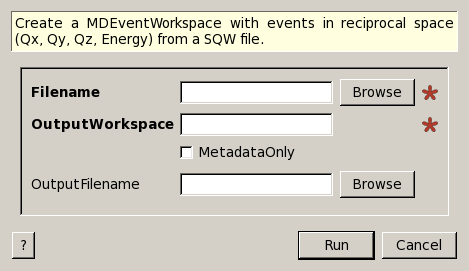 Create a MDEventWorkspace with events in reciprocal space
(Qx, Qy, Qz, Energy) from a SQW file.
Filename Browse *
OutputWorkspace *
MetadataOnly
OutputFilename Browse
? Run Cancel